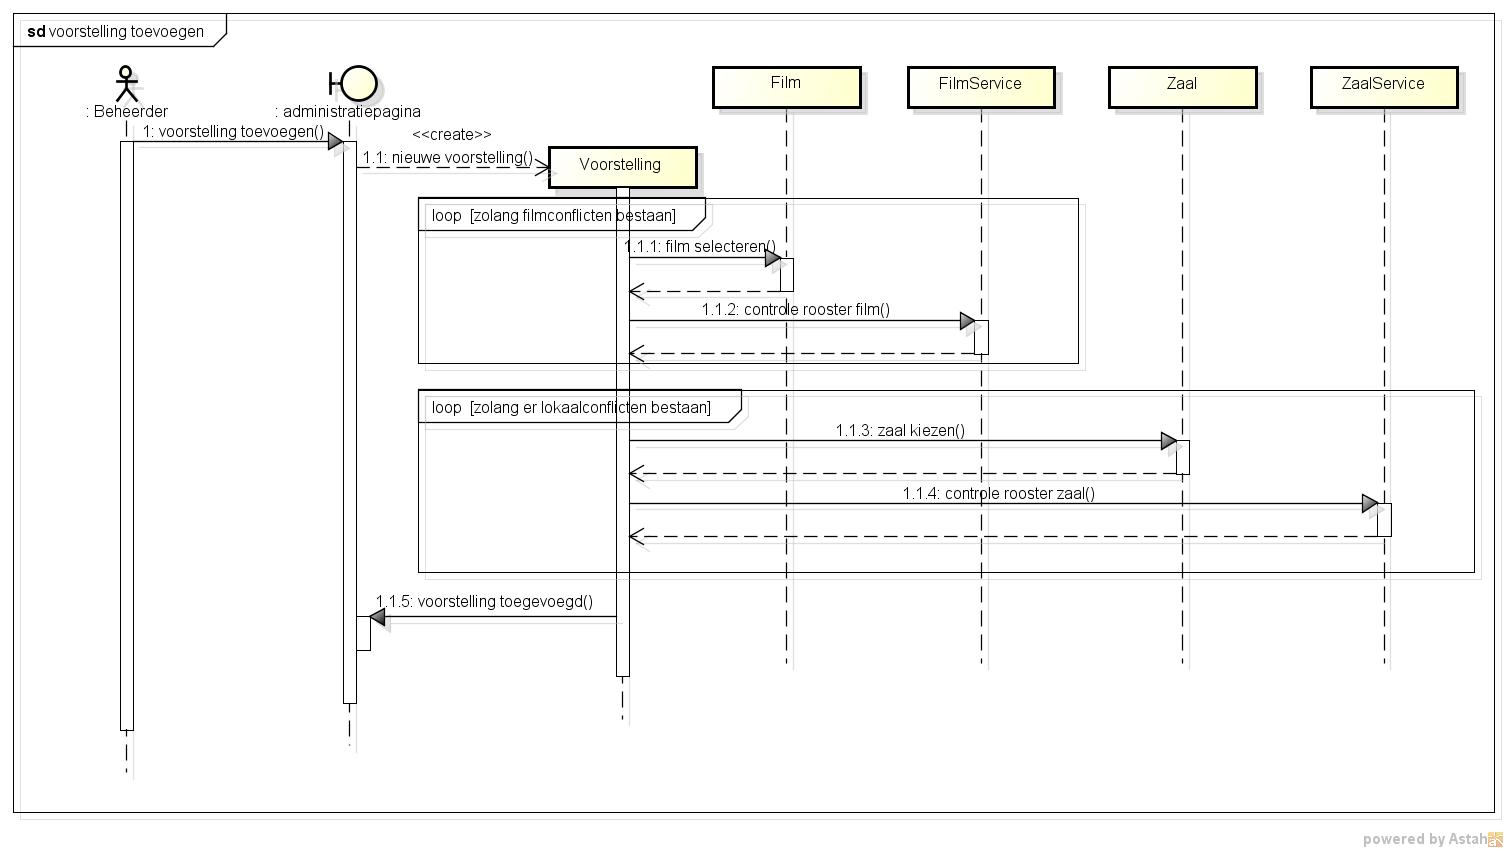 sd voorstelling toevoegen
: Beheerder
: administratiepagina
Film
FilmService
Zaal
ZaalService
1: voorstelling toevoegen()
<<create>>
1.1: nieuwe voorstelling()
Voorstelling
loop [zolang filmconflicten bestaan]
1.1.1: film selecteren()
1.1.2: controle rooster film()
loop [zolang er lokaalconflicten bestaan]
1.1.3: zaal kiezen()
1.1.4: controle rooster zaal()
1.1.5: voorstelling toegevoegd()
powered by Astah